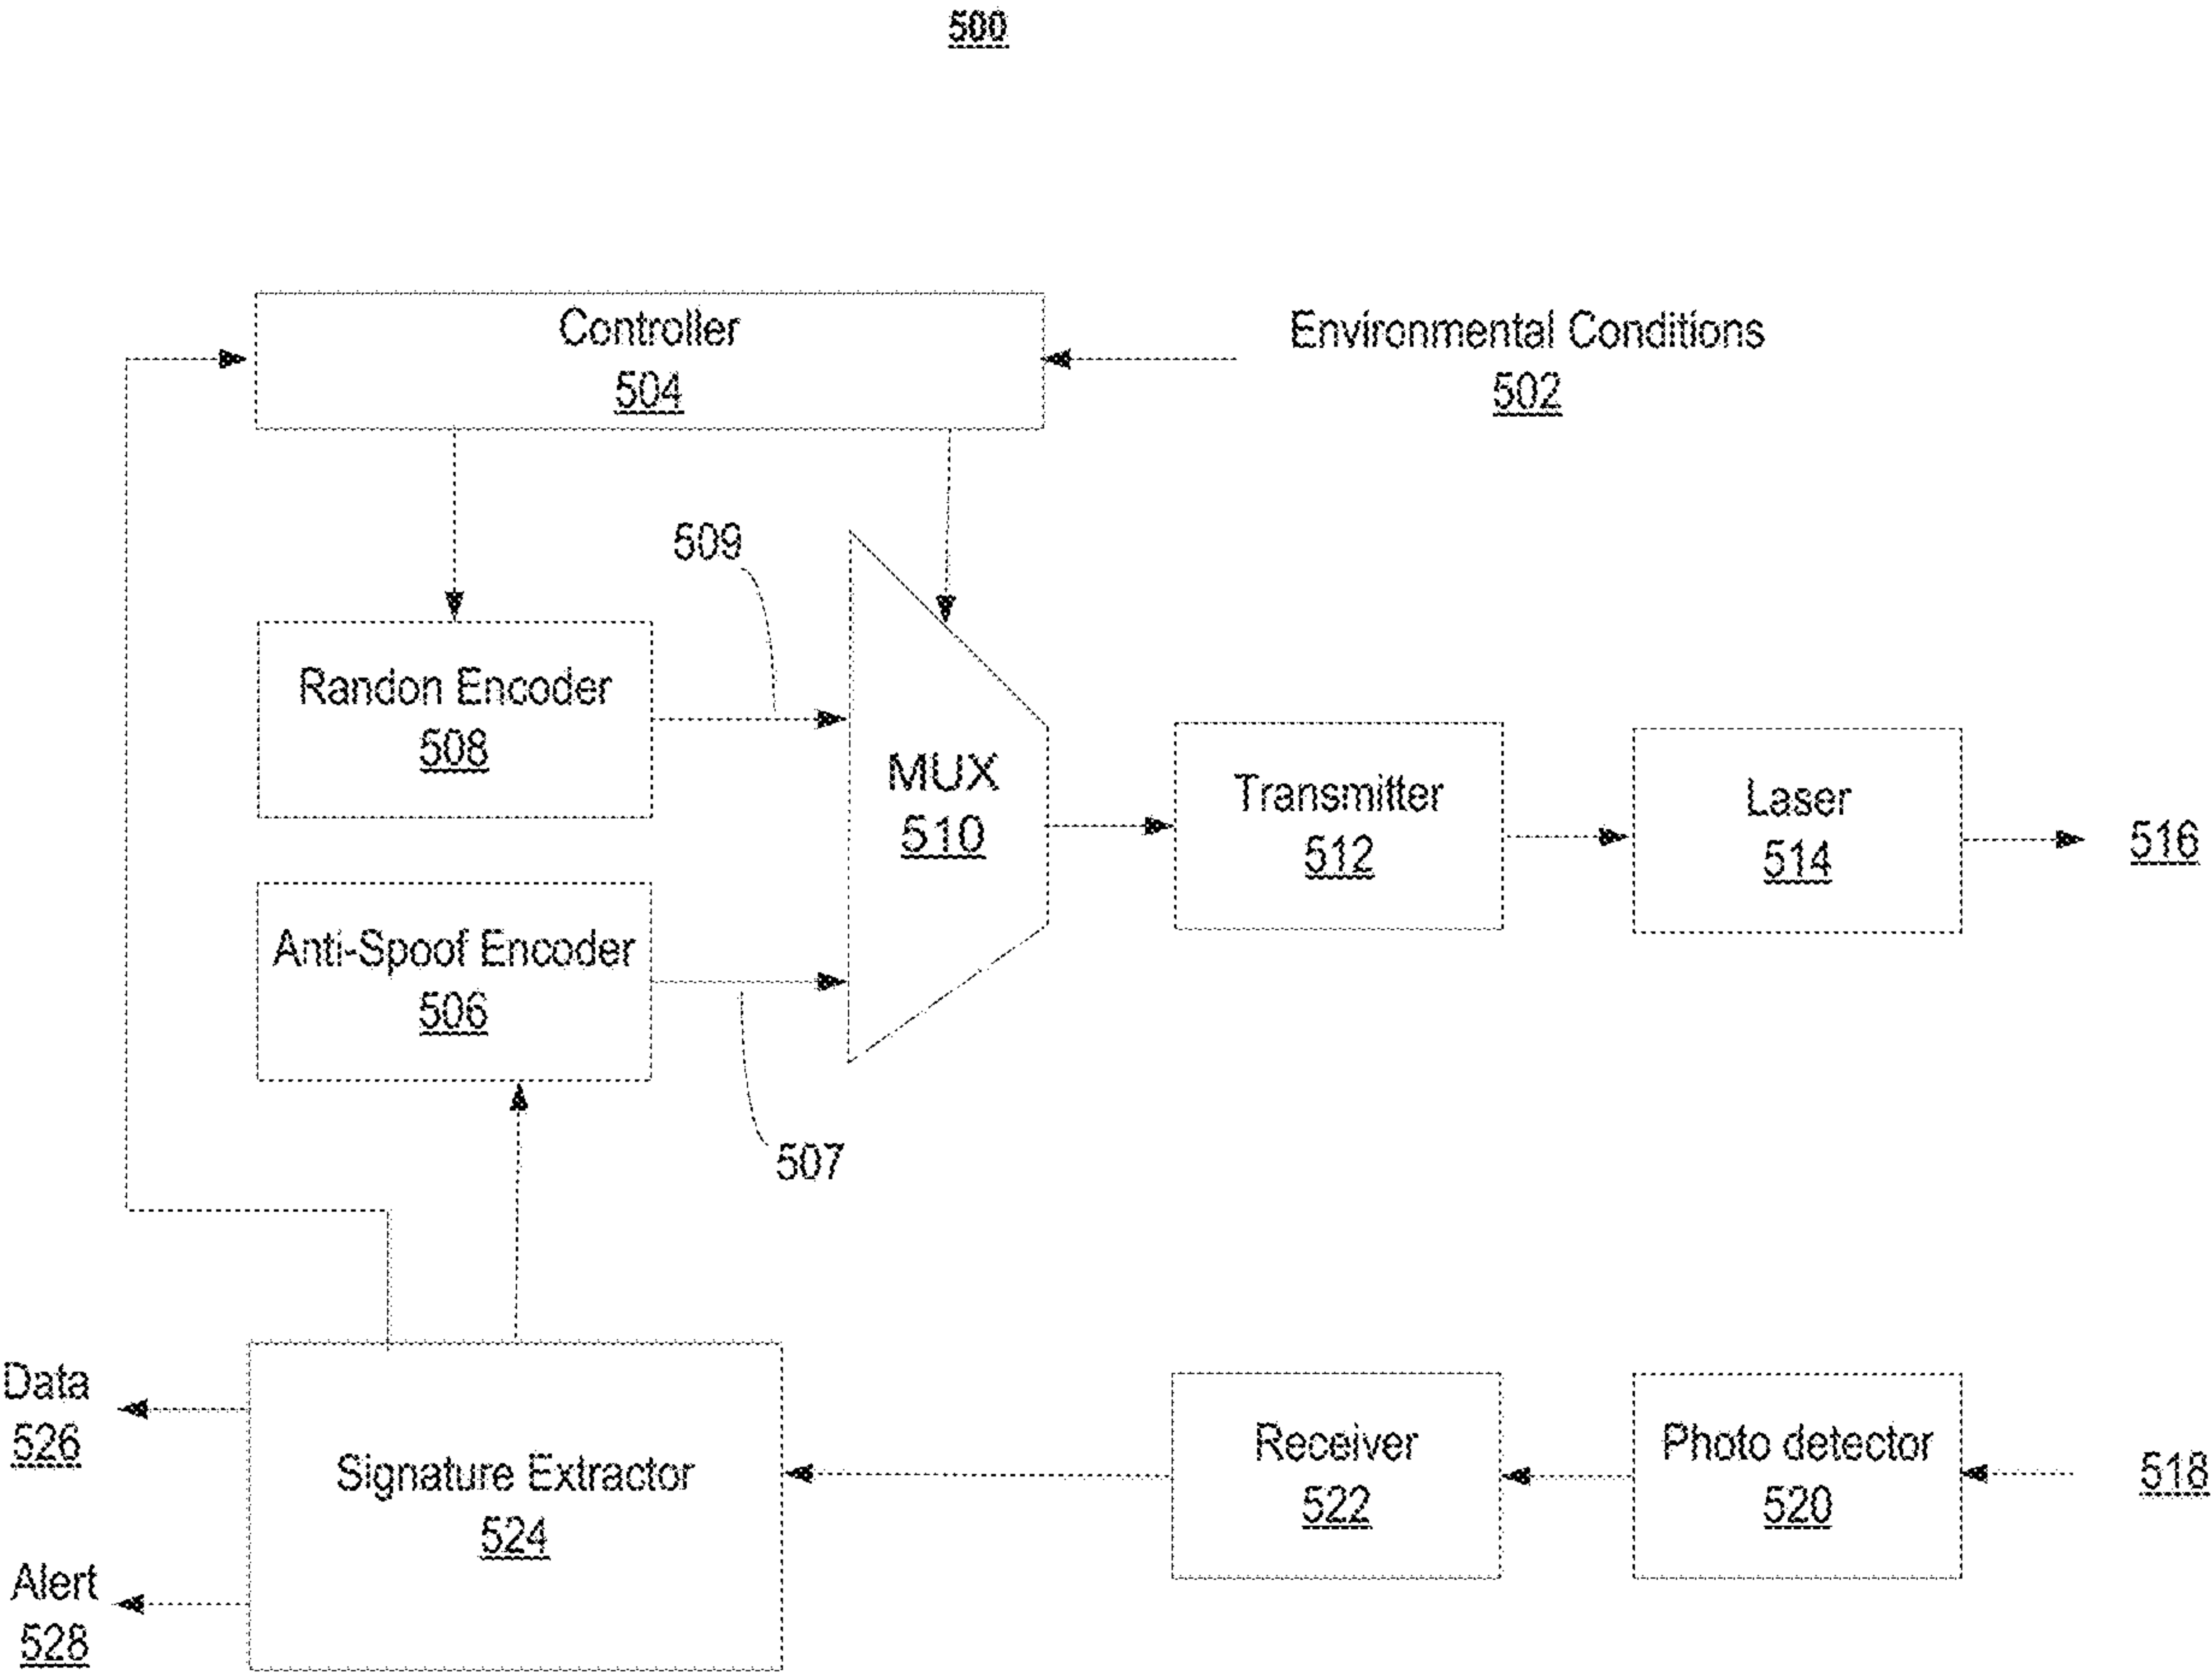 500
Controller
504
Environmental Conditions
502
509
Randon Encoder
508
MUX
510
Transmitter
512
Laser
514
516
Anti-Spoof Encoder
506
507
Data
526
Signature Extractor
524
Receiver
522
Photo detector
520
518
Alert
528